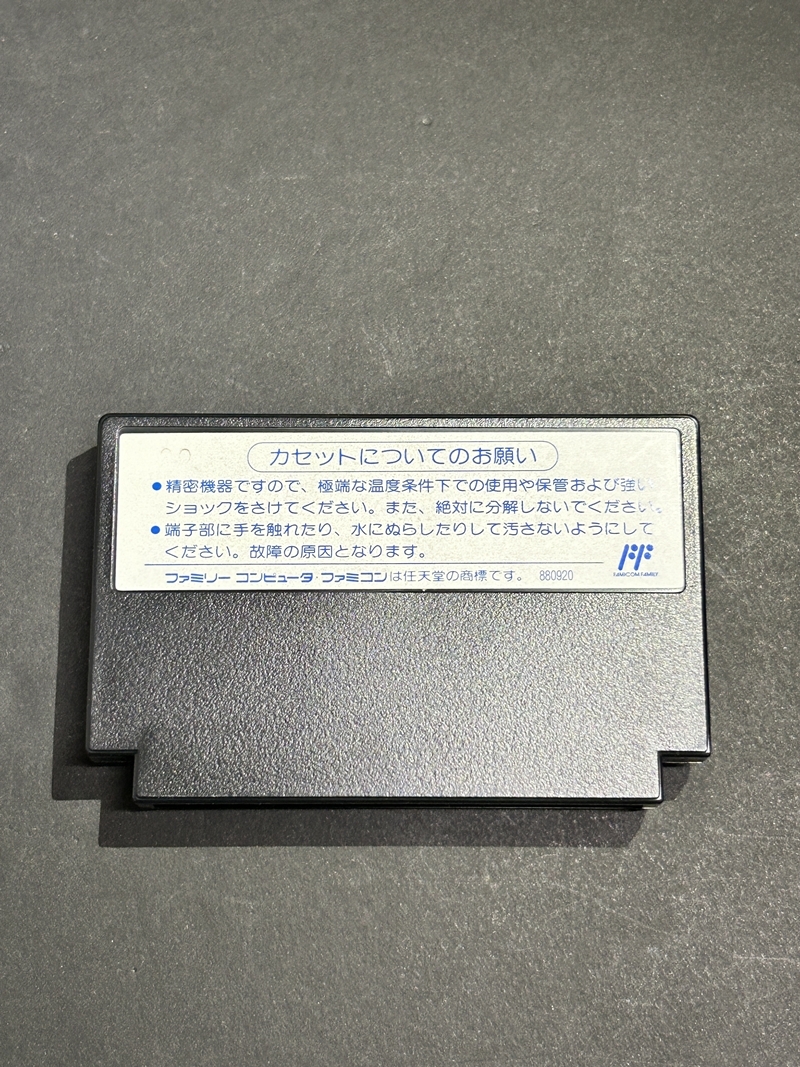 カセットについてのお願い
●精密機器ですので、極端な温度条件下での使用や保管および強い
ショックをさけてください。また、絶対に分解しないでください。
●端子部に手を触れたり、水にぬらしたりして汚さないようにして
ください。故障の原因となります。
FAMICOM FAMILY
ファミリー コンピュータ・ファミコンは任天堂の商標です。 880920